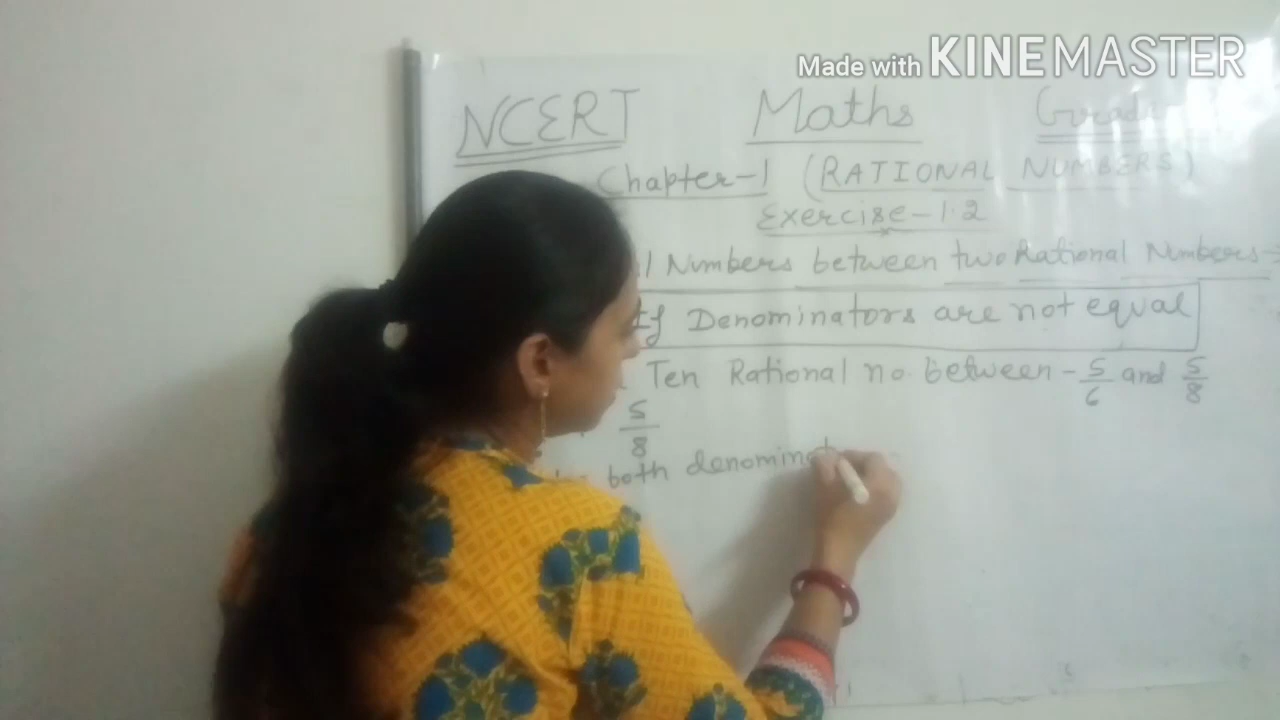 Made with KINEMASTER
NCERT Maths
Chapter-1 (RATIONAL NUMBERS)
Exercise-1.2
Numbers between two Rational Numbers-
If Denominators are not equal
Ten Rational no between - 5/6 and 5/8
5/8
both denominat